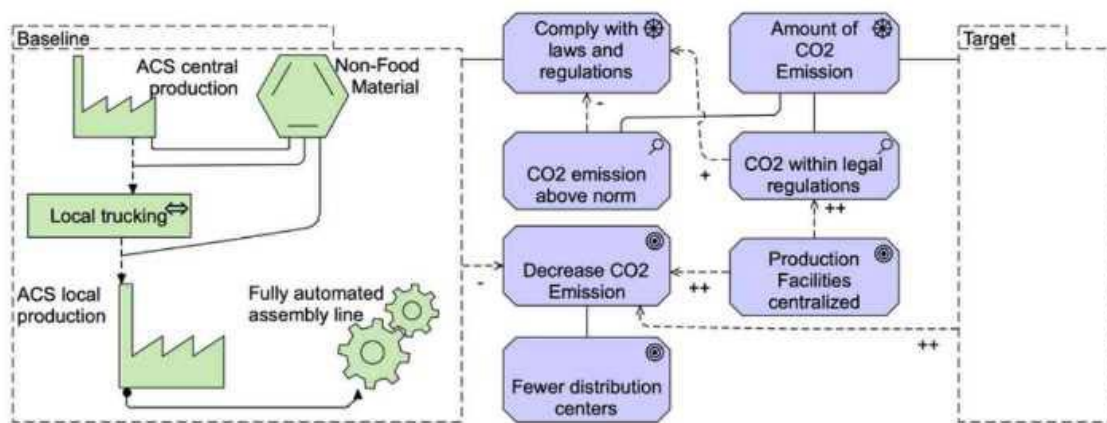 Baseline
ACS central
production
Non-Food
Material
Local trucking
ACS local
production
Fully automated
assembly line
Comply with
laws and
regulations
Amount of
CO2
Emission
Target
-
CO2 emission
above norm
+
CO2 within legal
regulations
++
-
Decrease CO2
Emission
++
Production
Facilities
centralized
++
Fewer distribution
centers